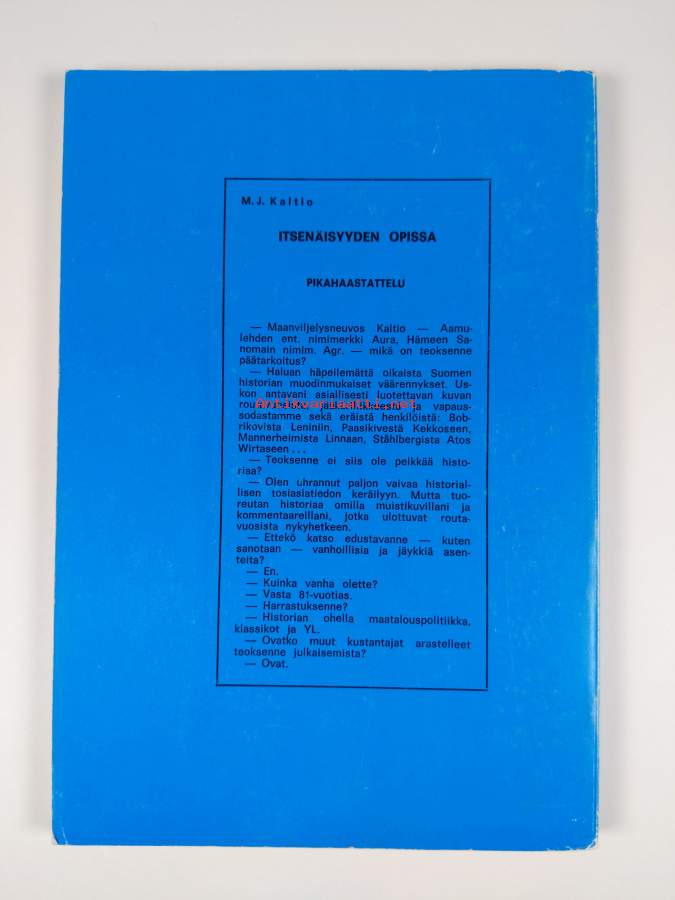 M. J. Kaltio
ITSENÄISYYDEN OPISSA
PIKAHAASTATTELU
— Maanviljelysneuvos Kaltio — Aamu-
lehden ent. nimimerkki Aura, Hämeen Sa-
nomain nimim. Agr. — mikä on teoksenne
päätarkoitus?
— Haluan häpeilemättä oikaista Suomen
historian muodinmukaiset väärennykset. Us-
kon antavani asiallisesti luotettavan kuvan
Antikvariaatti.net
ja vapaus-
sodastamme sekä eräistä henkilöistä: Bob-
rikovista Leniniin, Paasikivestä Kekkoseen,
Mannerheimista Linnaan, Ståhlbergista Atos
Wirtaseen ...
— Teoksenne ei siis ole pelkkää histo-
riaa?
— Olen uhrannut paljon vaivaa historial-
lisen tosiasiatiedon keräilyyn. Mutta tuo-
reutan historiaa omilla muistikuvillani ja
kommentaareillani, jotka ulottuvat routa-
vuosista nykyhetkeen.
— Ettekö katso edustavanne — kuten
sanotaan — vanhoillisia ja jäykkiä asen-
teita?
— En.
— Kuinka vanha olette?
— Vasta 81-vuotias.
— Harrastuksenne?
— Historian ohella maatalouspolitiikka,
klassikot ja YL.
— Ovatko muut kustantajat arastelleet
teoksenne julkaisemista?
— Ovat.